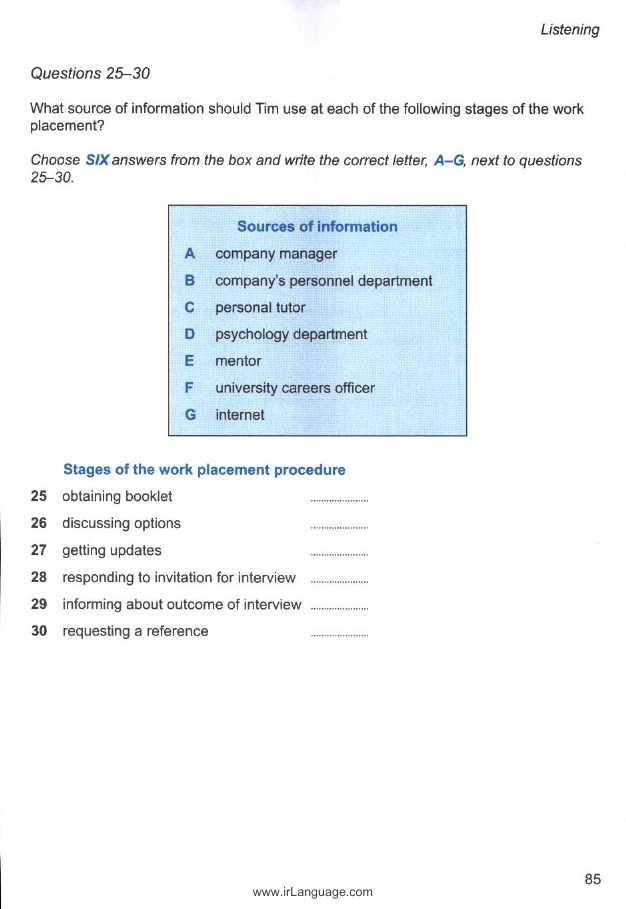 Listening
Questions 25–30
What source of information should Tim use at each of the following stages of the work
placement?
Choose SIX answers from the box and write the correct letter, A–G, next to questions
25–30.
Sources of information
A company manager
B company's personnel department
C personal tutor
D psychology department
E mentor
F university careers officer
G internet
Stages of the work placement procedure
25 obtaining booklet ......................
26 discussing options ......................
27 getting updates ......................
28 responding to invitation for interview ......................
29 informing about outcome of interview ......................
30 requesting a reference ......................
85
www.irLanguage.com